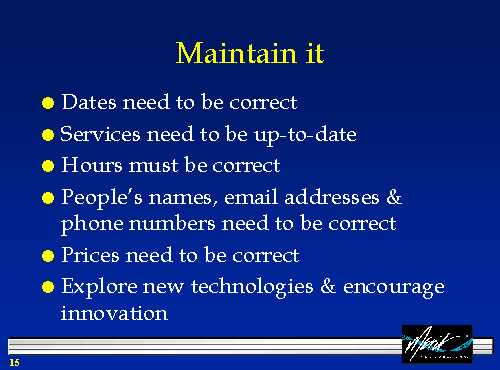 Maintain it
Dates need to be correct
Services need to be up-to-date
Hours must be correct
People's names, email addresses &
phone numbers need to be correct
Prices need to be correct
Explore new technologies & encourage
innovation
15